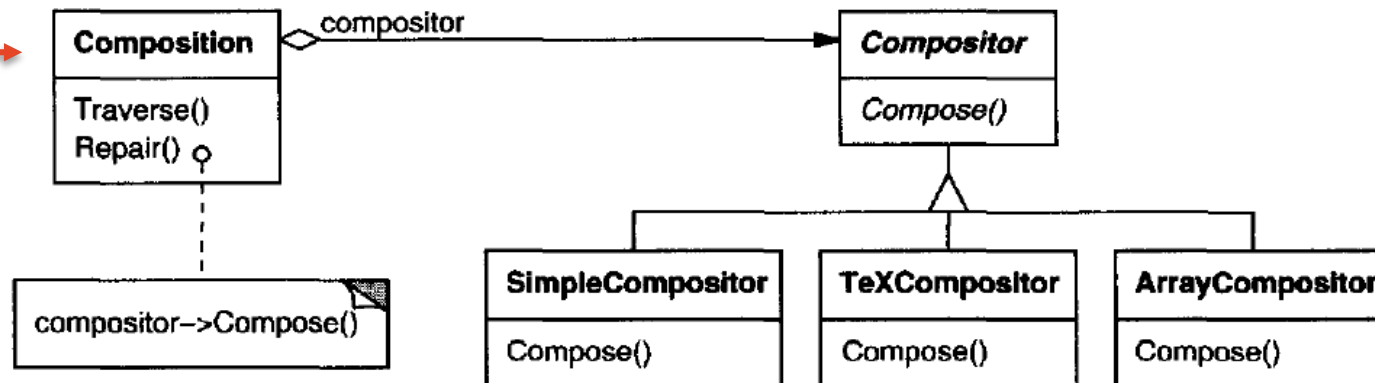 Composition
Traverse()
Repair()
compositor
Compositor
Compose()
compositor->Compose()
SimpleCompositor
Compose()
TeXCompositor
Compose()
ArrayCompositor
Compose()